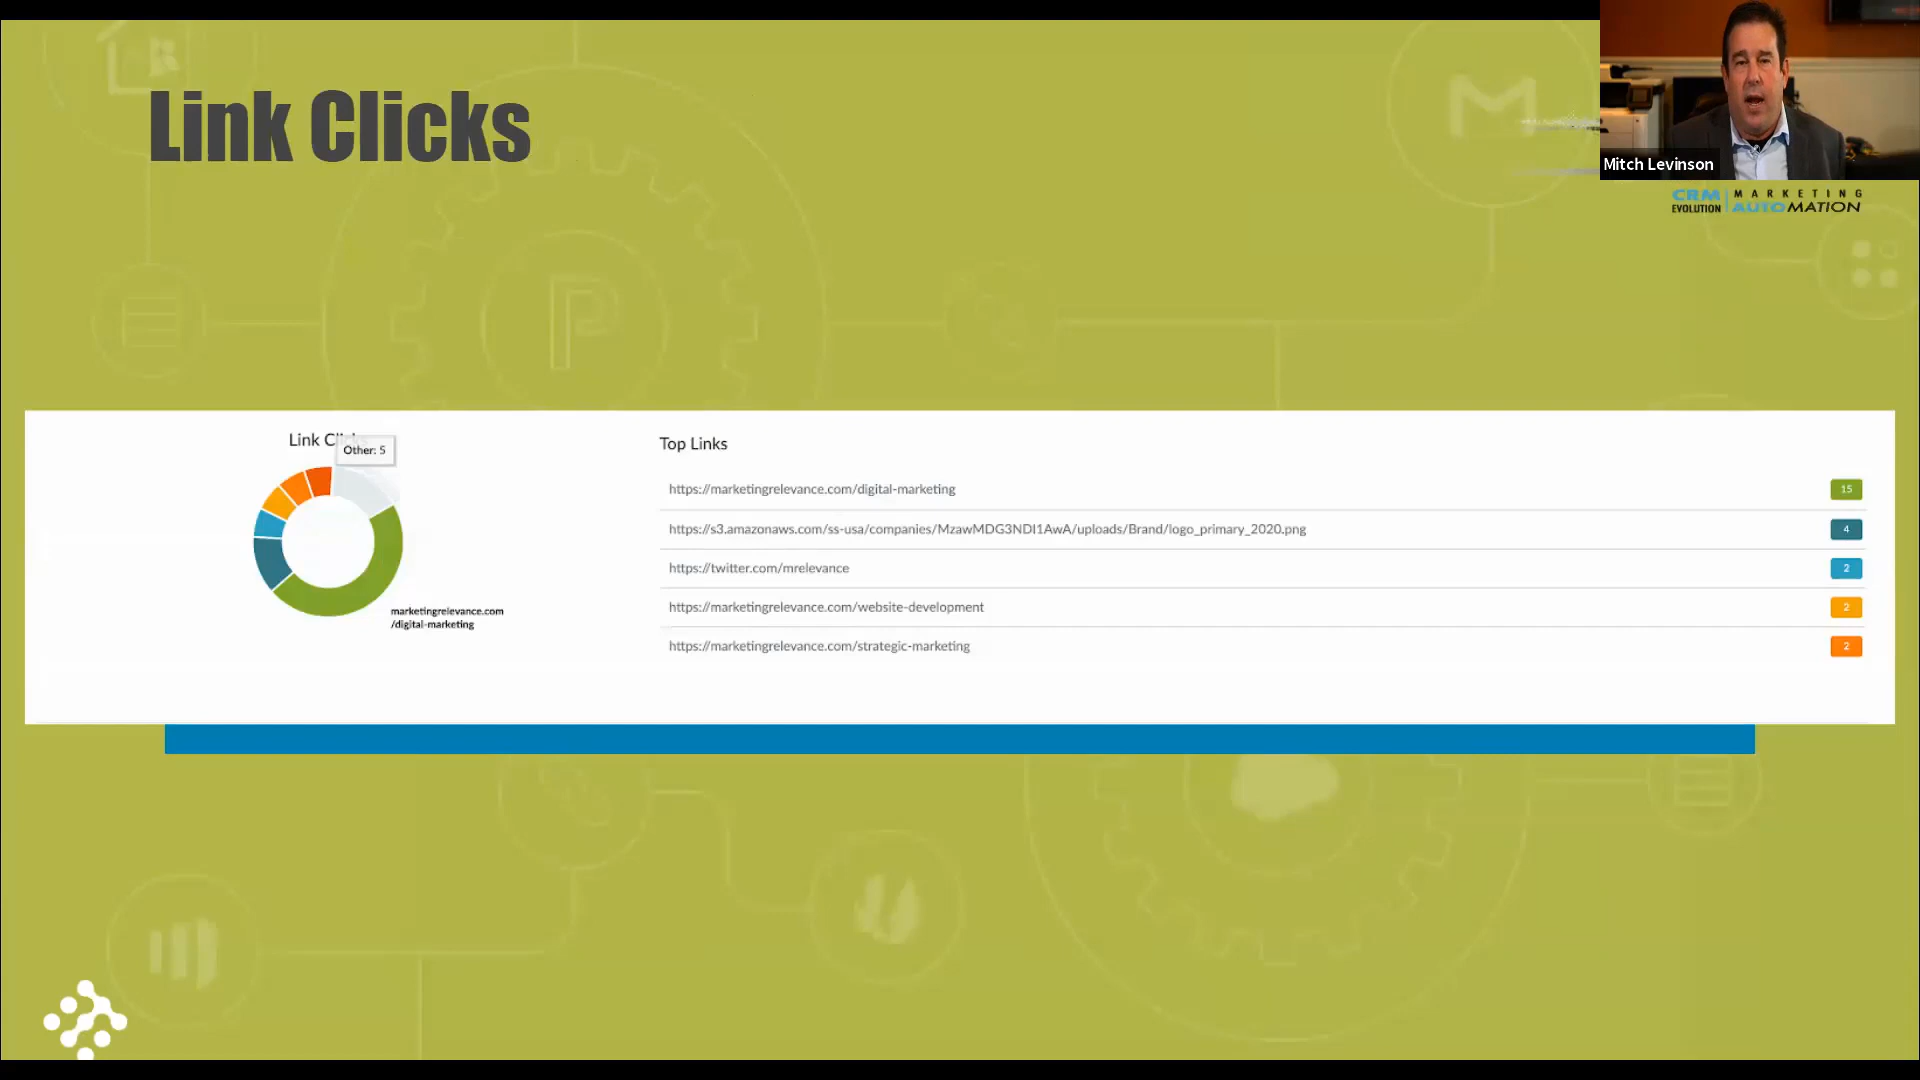 Link Clicks
Mitch Levinson
CRM EVOLUTION | MARKETING AUTOMATION
Link
Other: 5
marketingrelevance.com
/digital-marketing
Top Links
https://marketingrelevance.com/digital-marketing 15
https://s3.amazonaws.com/ss-usa/companies/MzawMDG3NDI1AwA/uploads/Brand/logo_primary_2020.png 4
https://twitter.com/mrelevance 2
https://marketingrelevance.com/website-development 2
https://marketingrelevance.com/strategic-marketing 2